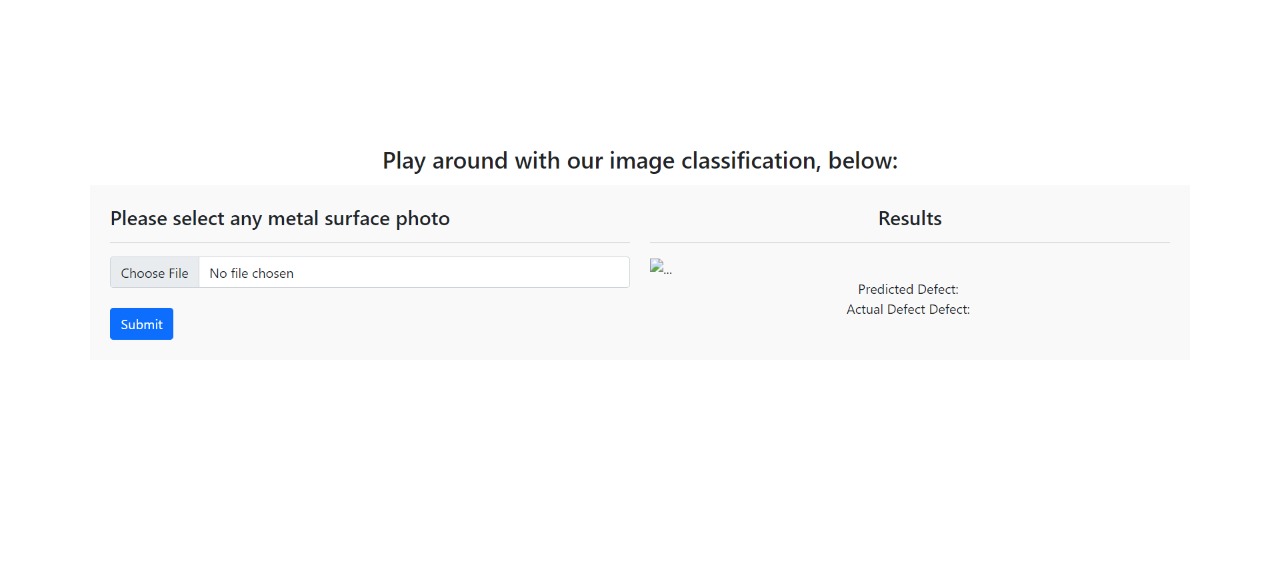 Play around with our image classification, below:
Please select any metal surface photo
Choose File No file chosen
Submit
Results
...
Predicted Defect:
Actual Defect Defect: